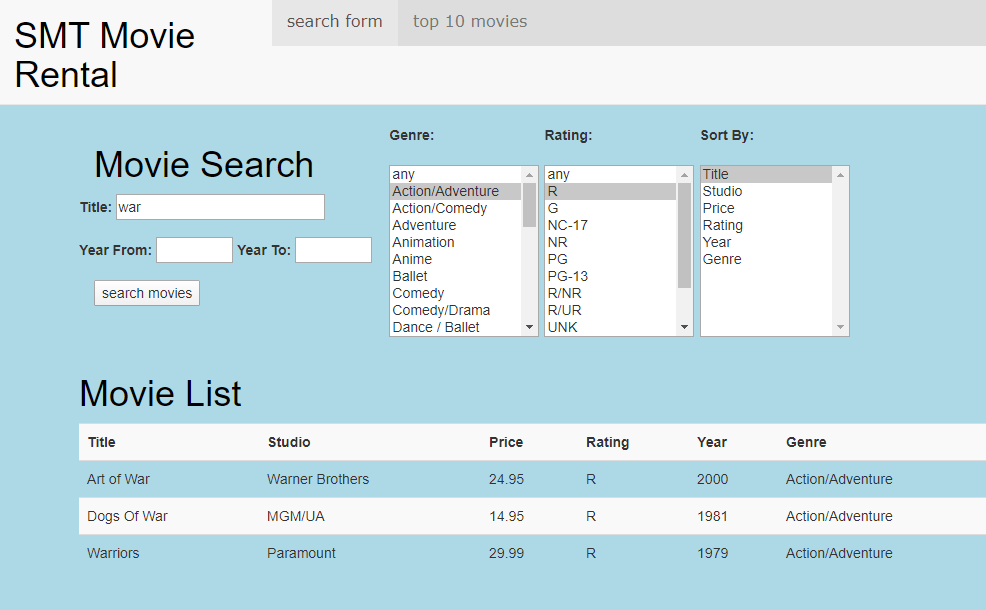 search form top 10 movies
SMT Movie
Rental
Movie Search
Title: war
Year From: Year To:
search movies
Genre:
any
Action/Adventure
Action/Comedy
Adventure
Animation
Anime
Ballet
Comedy
Comedy/Drama
Dance / Ballet
Rating:
any
R
G
NC-17
NR
PG
PG-13
R/NR
R/UR
UNK
Sort By:
Title
Studio
Price
Rating
Year
Genre
Movie List
Title Studio Price Rating Year Genre
Art of War Warner Brothers 24.95 R 2000 Action/Adventure
Dogs Of War MGM/UA 14.95 R 1981 Action/Adventure
Warriors Paramount 29.99 R 1979 Action/Adventure